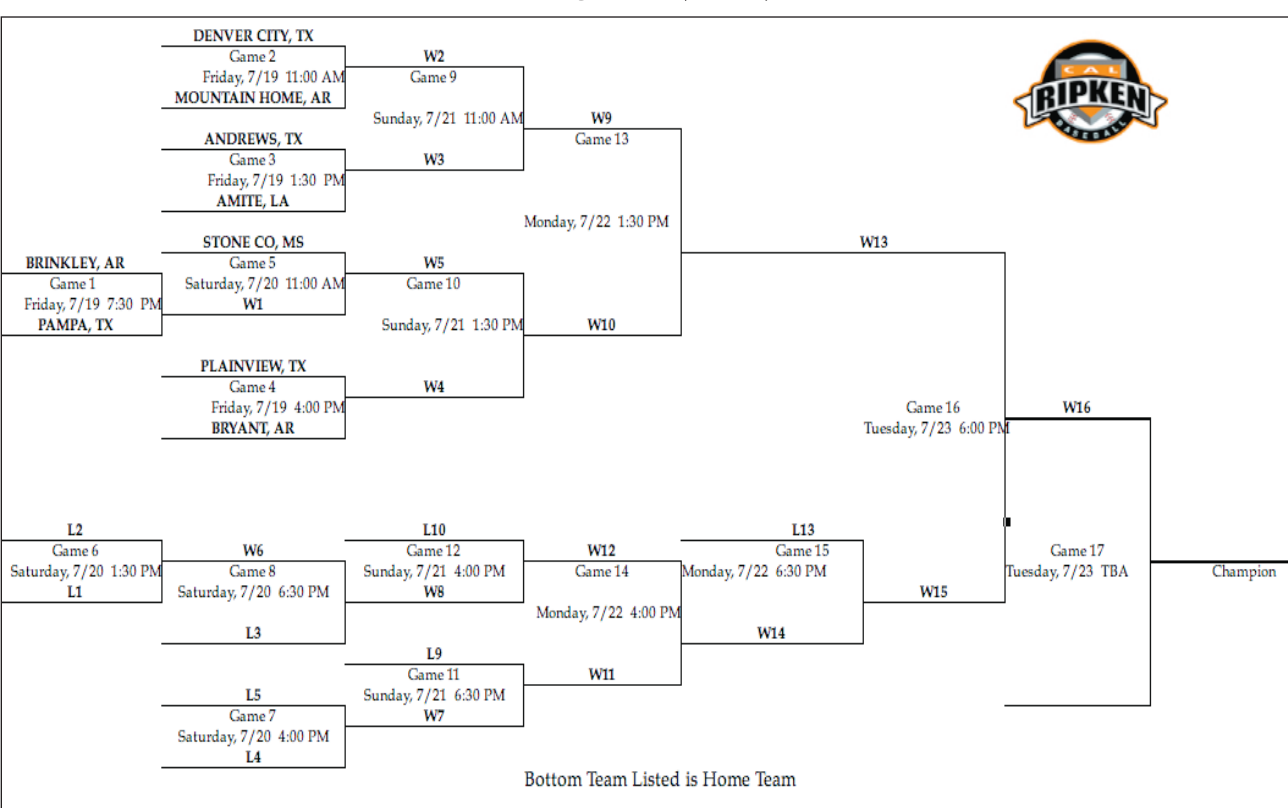 DENVER CITY, TX
Game 2
Friday, 7/19 11:00 AM
MOUNTAIN HOME, AR
W2
Game 9
Sunday, 7/21 11:00 AM
W3
ANDREWS, TX
Game 3
Friday, 7/19 1:30 PM
AMITE, LA
W9
Game 13
Monday, 7/22 1:30 PM
W10
CAL
RIPKEN
BASEBALL
BRINKLEY, AR
Game 1
Friday, 7/19 7:30 PM
PAMPA, TX
STONE CO, MS
Game 5
Saturday, 7/20 11:00 AM
W1
W5
Game 10
Sunday, 7/21 1:30 PM
W4
PLAINVIEW, TX
Game 4
Friday, 7/19 4:00 PM
BRYANT, AR
W13
Game 16
Tuesday, 7/23 6:00 PM
W16
L2
Game 6
Saturday, 7/20 1:30 PM
L1
W6
Game 8
Saturday, 7/20 6:30 PM
L3
L10
Game 12
Sunday, 7/21 4:00 PM
W8
W12
Game 14
Monday, 7/22 4:00 PM
W11
L13
Game 15
Monday, 7/22 6:30 PM
W14
W15
Game 17
Tuesday, 7/23 TBA
Champion
L9
Game 11
Sunday, 7/21 6:30 PM
W7
L5
Game 7
Saturday, 7/20 4:00 PM
L4
Bottom Team Listed is Home Team